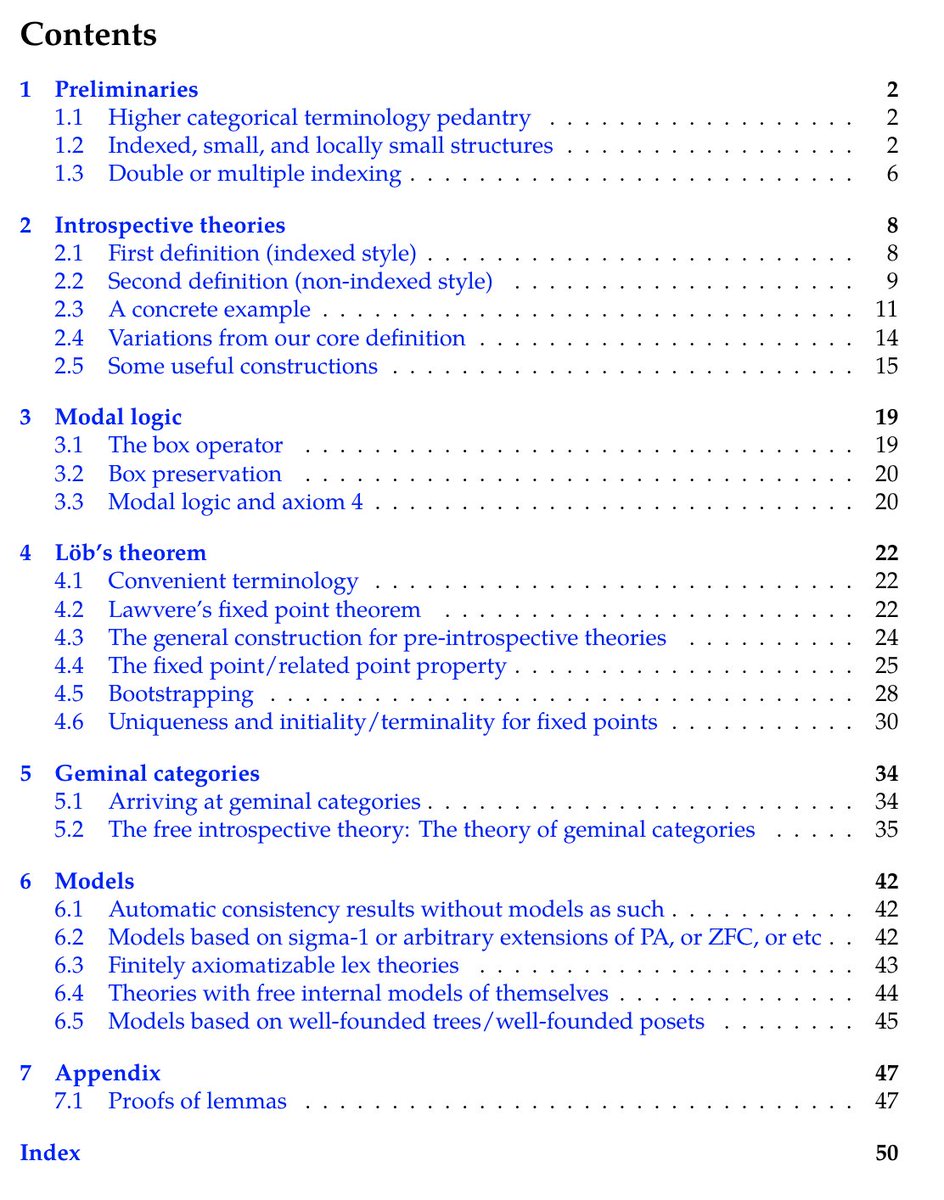 Contents
1 Preliminaries 2
1.1 Higher categorical terminology pedantry . . . . . . . . . . . . . . . . . . 2
1.2 Indexed, small, and locally small structures . . . . . . . . . . . . . . . . . 2
1.3 Double or multiple indexing . . . . . . . . . . . . . . . . . . . . . . . . . . 6
2 Introspective theories 8
2.1 First definition (indexed style) . . . . . . . . . . . . . . . . . . . . . . . . . 8
2.2 Second definition (non-indexed style) . . . . . . . . . . . . . . . . . . . . 9
2.3 A concrete example . . . . . . . . . . . . . . . . . . . . . . . . . . . . . . . 11
2.4 Variations from our core definition . . . . . . . . . . . . . . . . . . . . . . 14
2.5 Some useful constructions . . . . . . . . . . . . . . . . . . . . . . . . . . . 15
3 Modal logic 19
3.1 The box operator . . . . . . . . . . . . . . . . . . . . . . . . . . . . . . . . 19
3.2 Box preservation . . . . . . . . . . . . . . . . . . . . . . . . . . . . . . . . 20
3.3 Modal logic and axiom 4 . . . . . . . . . . . . . . . . . . . . . . . . . . . . 20
4 Löb's theorem 22
4.1 Convenient terminology . . . . . . . . . . . . . . . . . . . . . . . . . . . . 22
4.2 Lawvere's fixed point theorem . . . . . . . . . . . . . . . . . . . . . . . . 22
4.3 The general construction for pre-introspective theories . . . . . . . . . . 24
4.4 The fixed point/related point property . . . . . . . . . . . . . . . . . . . . 25
4.5 Bootstrapping . . . . . . . . . . . . . . . . . . . . . . . . . . . . . . . . . . 28
4.6 Uniqueness and initiality/terminality for fixed points . . . . . . . . . . . 30
5 Geminal categories 34
5.1 Arriving at geminal categories . . . . . . . . . . . . . . . . . . . . . . . . . 34
5.2 The free introspective theory: The theory of geminal categories . . . . . 35
6 Models 42
6.1 Automatic consistency results without models as such . . . . . . . . . . . 42
6.2 Models based on sigma-1 or arbitrary extensions of PA, or ZFC, or etc . . 42
6.3 Finitely axiomatizable lex theories . . . . . . . . . . . . . . . . . . . . . . 43
6.4 Theories with free internal models of themselves . . . . . . . . . . . . . . 44
6.5 Models based on well-founded trees/well-founded posets . . . . . . . . 45
7 Appendix 47
7.1 Proofs of lemmas . . . . . . . . . . . . . . . . . . . . . . . . . . . . . . . . 47
Index 50